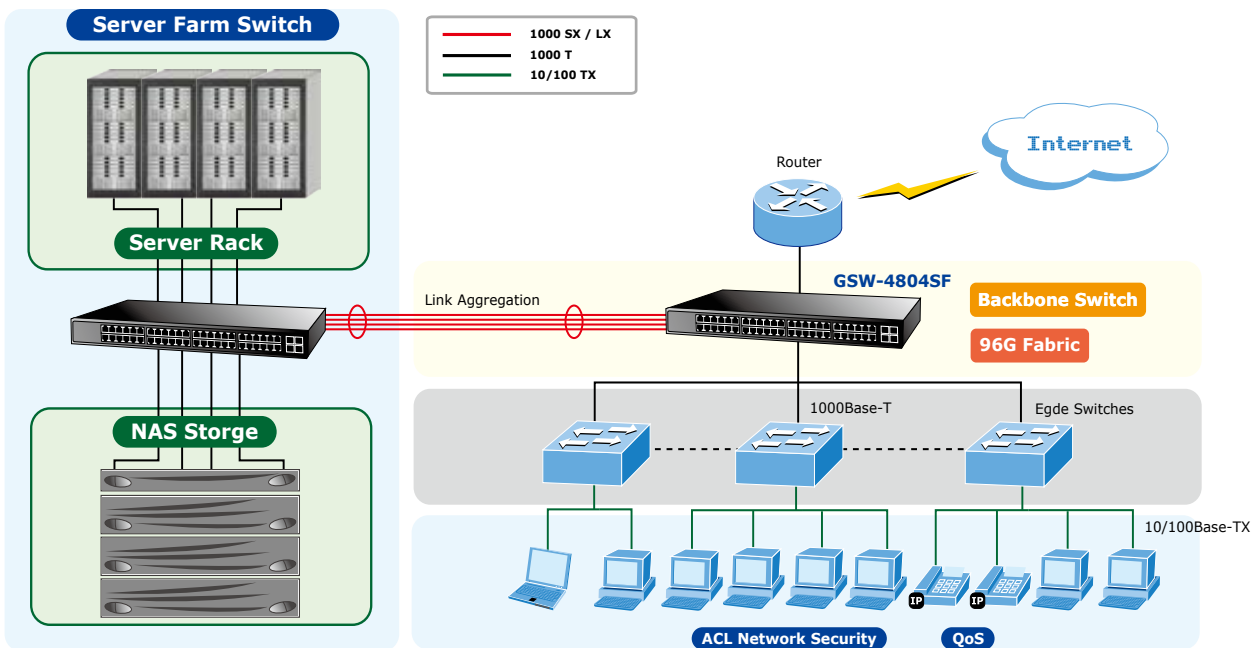 Server Farm Switch
1000 SX / LX
1000 T
10/100 TX
Internet
Router
Server Rack
GSW-4804SF
Link Aggregation
Backbone Switch
96G Fabric
1000Base-T
Egde Switches
NAS Storge
10/100Base-TX
IP
IP
ACL Network Security
QoS